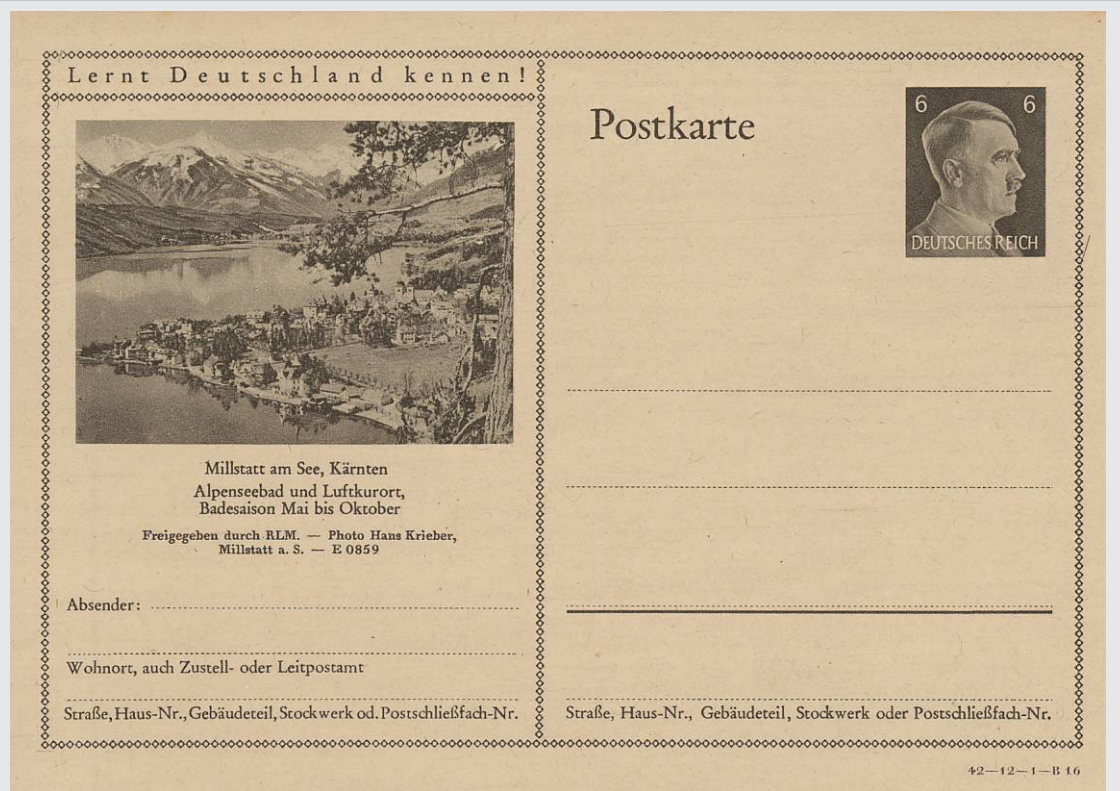 Lernt Deutschland kennen!
Millstatt am See, Kärnten
Alpenseebad und Luftkurort,
Badesaison Mai bis Oktober
Freigegeben durch RLM. — Photo Hans Krieber,
Millstatt a. S. — E 0859
Absender:
Wohnort, auch Zustell- oder Leitpostamt
Straße, Haus-Nr., Gebäudeteil, Stockwerk od. Postschließfach-Nr.
Postkarte
6 6
DEUTSCHES REICH
Straße, Haus-Nr., Gebäudeteil, Stockwerk oder Postschließfach-Nr.
42—12—1—B 16